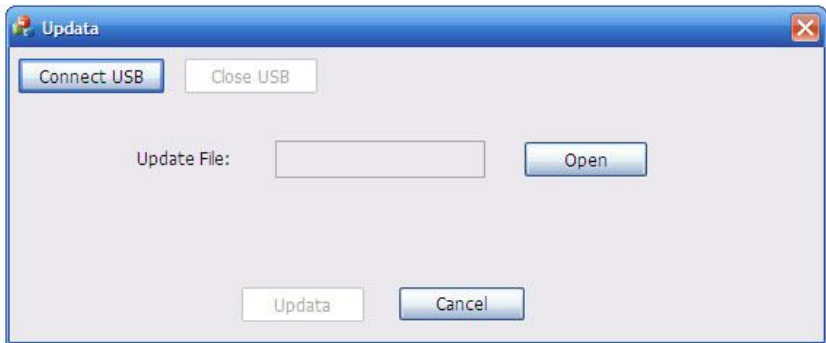 Updata
Connect USB Close USB
Update File: Open
Updata Cancel